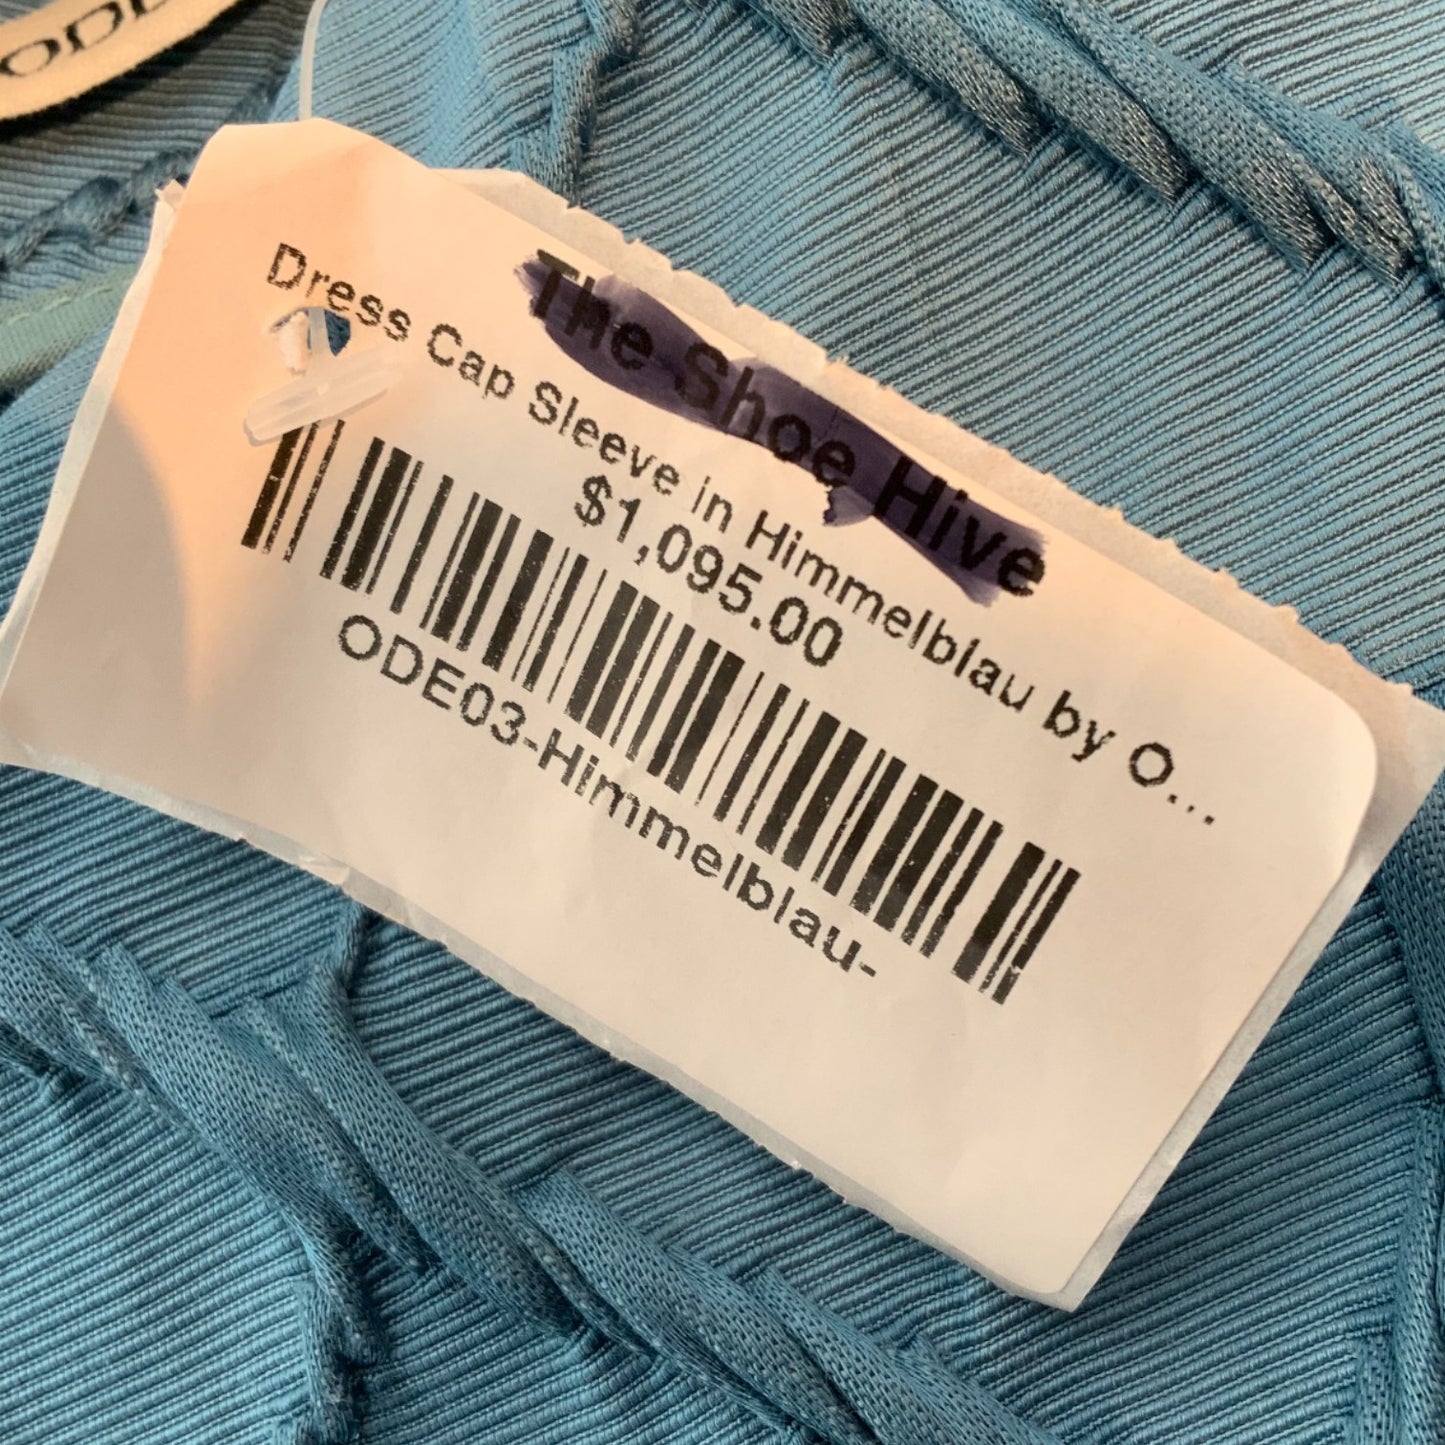 The Shoe Hive
Dress Cap Sleeve in Himmelblau by O...
$1,095.00
ODE03-Himmelblau-